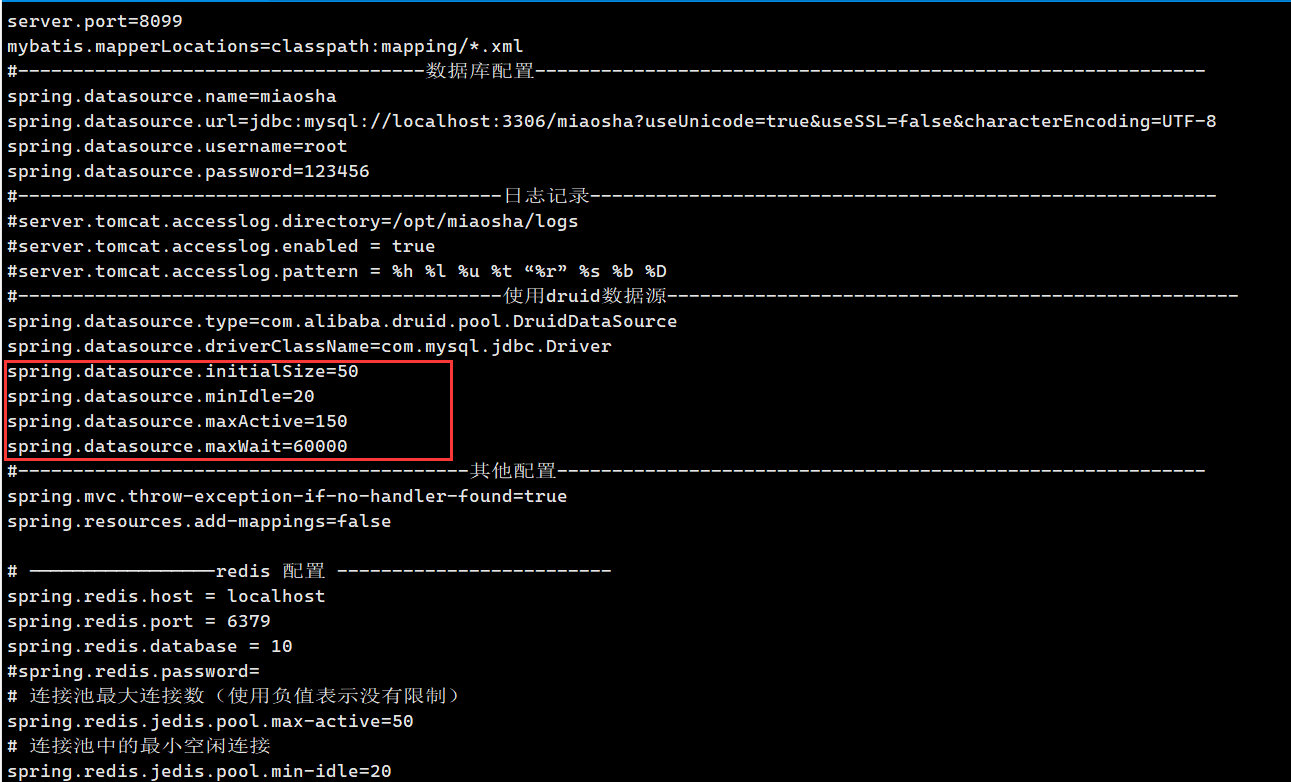 server.port=8099
mybatis.mapperLocations=classpath:mapping/*.xml
#-------------------------------------数据库配置-------------------------------------------------------------
spring.datasource.name=miaosha
spring.datasource.url=jdbc:mysql://localhost:3306/miaosha?useUnicode=true&useSSL=false&characterEncoding=UTF-8
spring.datasource.username=root
spring.datasource.password=123456
#--------------------------------------------日志记录---------------------------------------------------------
#server.tomcat.accesslog.directory=/opt/miaosha/logs
#server.tomcat.accesslog.enabled = true
#server.tomcat.accesslog.pattern = %h %l %u %t “%r” %s %b %D
#--------------------------------------------使用druid数据源----------------------------------------------------
spring.datasource.type=com.alibaba.druid.pool.DruidDataSource
spring.datasource.driverClassName=com.mysql.jdbc.Driver
spring.datasource.initialSize=50
spring.datasource.minIdle=20
spring.datasource.maxActive=150
spring.datasource.maxWait=60000
#-----------------------------------------其他配置-----------------------------------------------------------
spring.mvc.throw-exception-if-no-handler-found=true
spring.resources.add-mappings=false
# —————————————————redis 配置 -------------------------
spring.redis.host = localhost
spring.redis.port = 6379
spring.redis.database = 10
#spring.redis.password=
# 连接池最大连接数（使用负值表示没有限制）
spring.redis.jedis.pool.max-active=50
# 连接池中的最小空闲连接
spring.redis.jedis.pool.min-idle=20